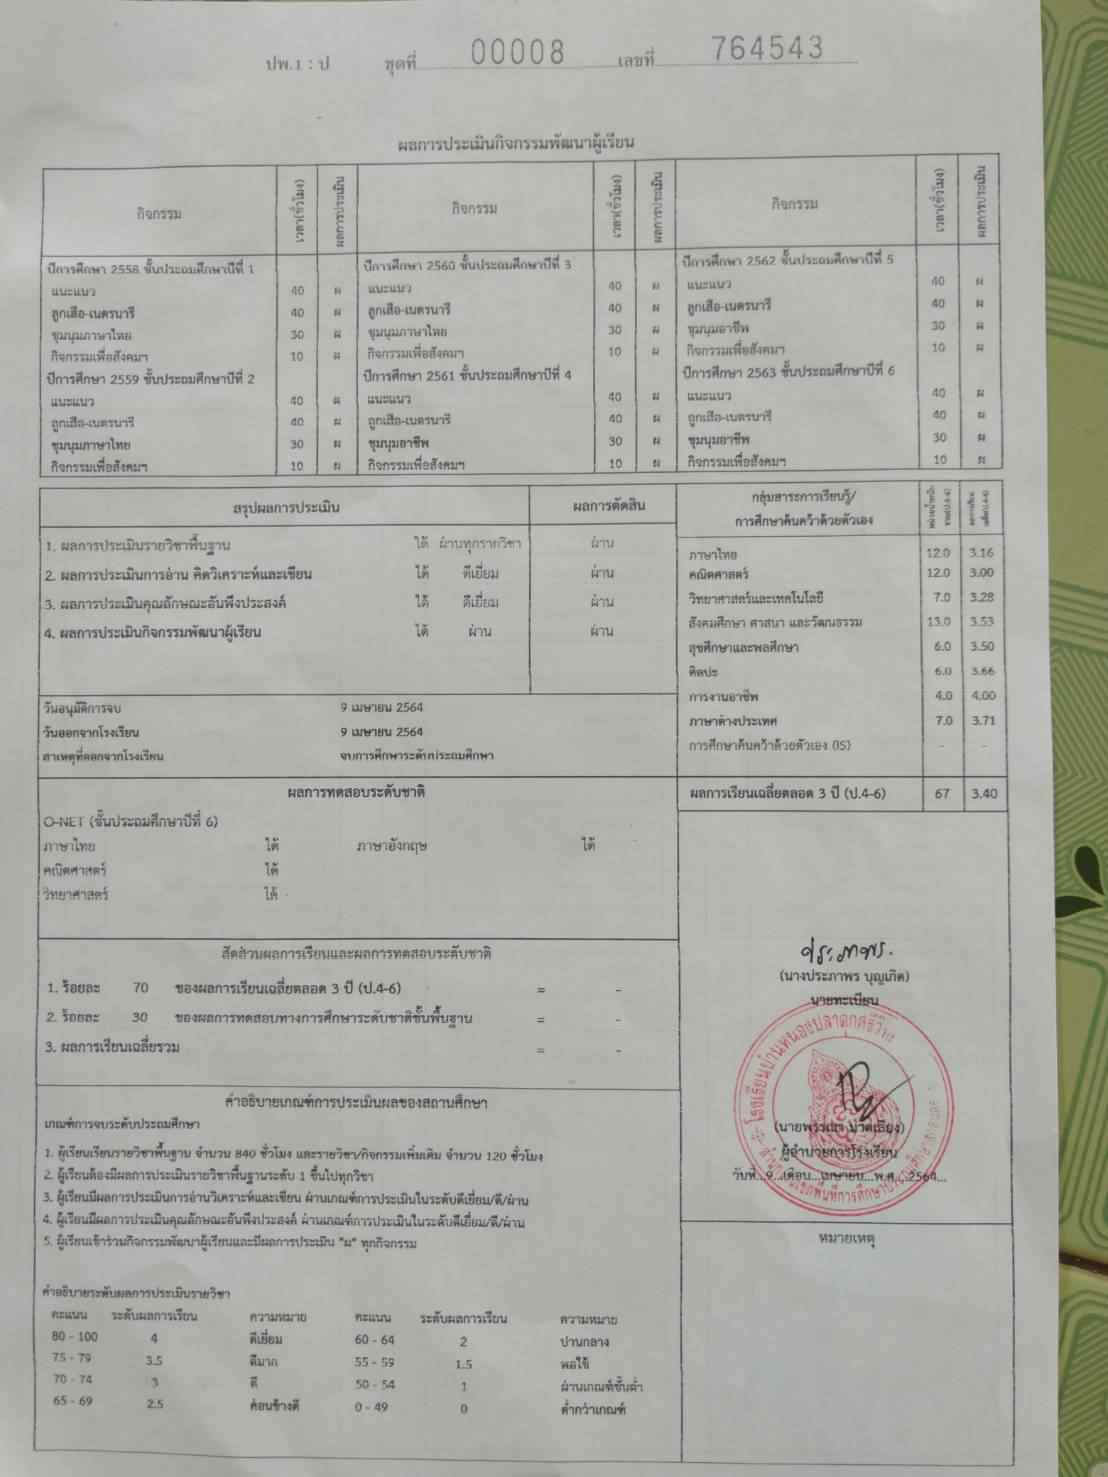 ปพ.1 : ป ชุดที่ 00008 เลขที่ 764543
ผลการประเมินกิจกรรมพัฒนาผู้เรียน
กิจกรรม เวลา(ชั่วโมง) ผลการประเมิน กิจกรรม เวลา(ชั่วโมง) ผลการประเมิน กิจกรรม เวลา(ชั่วโมง) ผลการประเมิน
ปีการศึกษา 2558 ชั้นประถมศึกษาปีที่ 1 ปีการศึกษา 2560 ชั้นประถมศึกษาปีที่ 3 ปีการศึกษา 2562 ชั้นประถมศึกษาปีที่ 5
แนะแนว 40 ผ แนะแนว 40 ผ แนะแนว 40 ผ
ลูกเสือ-เนตรนารี 40 ผ ลูกเสือ-เนตรนารี 40 ผ ลูกเสือ-เนตรนารี 40 ผ
ชุมนุมภาษาไทย 30 ผ ชุมนุมภาษาไทย 30 ผ ชุมนุมอาชีพ 30 ผ
กิจกรรมเพื่อสังคมฯ 10 ผ กิจกรรมเพื่อสังคมฯ 10 ผ กิจกรรมเพื่อสังคมฯ 10 ผ
ปีการศึกษา 2559 ชั้นประถมศึกษาปีที่ 2 ปีการศึกษา 2561 ชั้นประถมศึกษาปีที่ 4 ปีการศึกษา 2563 ชั้นประถมศึกษาปีที่ 6
แนะแนว 40 ผ แนะแนว 40 ผ แนะแนว 40 ผ
ลูกเสือ-เนตรนารี 40 ผ ลูกเสือ-เนตรนารี 40 ผ ลูกเสือ-เนตรนารี 40 ผ
ชุมนุมภาษาไทย 30 ผ ชุมนุมอาชีพ 30 ผ ชุมนุมอาชีพ 30 ผ
กิจกรรมเพื่อสังคมฯ 10 ผ กิจกรรมเพื่อสังคมฯ 10 ผ กิจกรรมเพื่อสังคมฯ 10 ผ
สรุปผลการประเมิน ผลการตัดสิน
1. ผลการประเมินรายวิชาพื้นฐาน ได้ ผ่านทุกรายวิชา ผ่าน
2. ผลการประเมินการอ่าน คิดวิเคราะห์และเขียน ได้ ดีเยี่ยม ผ่าน
3. ผลการประเมินคุณลักษณะอันพึงประสงค์ ได้ ดีเยี่ยม ผ่าน
4. ผลการประเมินกิจกรรมพัฒนาผู้เรียน ได้ ผ่าน ผ่าน
วันอนุมัติการจบ 9 เมษายน 2564
วันออกจากโรงเรียน 9 เมษายน 2564
สาเหตุที่ออกจากโรงเรียน จบการศึกษาระดับประถมศึกษา
กลุ่มสาระการเรียนรู้/
การศึกษาค้นคว้าด้วยตัวเอง
ภาษาไทย 12.0 3.16
คณิตศาสตร์ 12.0 3.00
วิทยาศาสตร์และเทคโนโลยี 7.0 3.28
สังคมศึกษา ศาสนา และวัฒนธรรม 13.0 3.53
สุขศึกษาและพลศึกษา 6.0 3.50
ศิลปะ 6.0 3.66
การงานอาชีพ 4.0 4.00
ภาษาต่างประเทศ 7.0 3.71
การศึกษาค้นคว้าด้วยตัวเอง (IS) - -
ผลการเรียนเฉลี่ยตลอด 3 ปี (ป.4-6) 67 3.40
ผลการทดสอบระดับชาติ
O-NET (ชั้นประถมศึกษาปีที่ 6)
ภาษาไทย ได้ ภาษาอังกฤษ ได้
คณิตศาสตร์ ได้
วิทยาศาสตร์ ได้
สัดส่วนผลการเรียนและผลการทดสอบระดับชาติ
1. ร้อยละ 70 ของผลการเรียนเฉลี่ยตลอด 3 ปี (ป.4-6) = -
2. ร้อยละ 30 ของผลการทดสอบทางการศึกษาระดับชาติขั้นพื้นฐาน = -
3. ผลการเรียนเฉลี่ยรวม = -
ประภาพร
(นางประภาพร บุญเกิด)
นายทะเบียน
ผู้อำนวยการโรงเรียน
วันที่...9...เดือน...เมษายน...พ.ศ...2564...
คำอธิบายเกณฑ์การประเมินผลของสถานศึกษา
เกณฑ์การจบระดับประถมศึกษา
1. ผู้เรียนเรียนรายวิชาพื้นฐาน จำนวน 840 ชั่วโมง และรายวิชา/กิจกรรมเพิ่มเติม จำนวน 120 ชั่วโมง
2. ผู้เรียนต้องมีผลการประเมินรายวิชาพื้นฐานระดับ 1 ขึ้นไปทุกวิชา
3. ผู้เรียนมีผลการประเมินการอ่านวิเคราะห์และเขียน ผ่านเกณฑ์การประเมินในระดับดีเยี่ยม/ดี/ผ่าน
4. ผู้เรียนมีผลการประเมินคุณลักษณะอันพึงประสงค์ ผ่านเกณฑ์การประเมินในระดับดีเยี่ยม/ดี/ผ่าน
5. ผู้เรียนเข้าร่วมกิจกรรมพัฒนาผู้เรียนและมีผลการประเมิน "ผ" ทุกกิจกรรม
หมายเหตุ
คำอธิบายระดับผลการประเมินรายวิชา
คะแนน ระดับผลการเรียน ความหมาย คะแนน ระดับผลการเรียน ความหมาย
80 - 100 4 ดีเยี่ยม 60 - 64 2 ปานกลาง
75 - 79 3.5 ดีมาก 55 - 59 1.5 พอใช้
70 - 74 3 ดี 50 - 54 1 ผ่านเกณฑ์ขั้นต่ำ
65 - 69 2.5 ค่อนข้างดี 0 - 49 0 ต่ำกว่าเกณฑ์